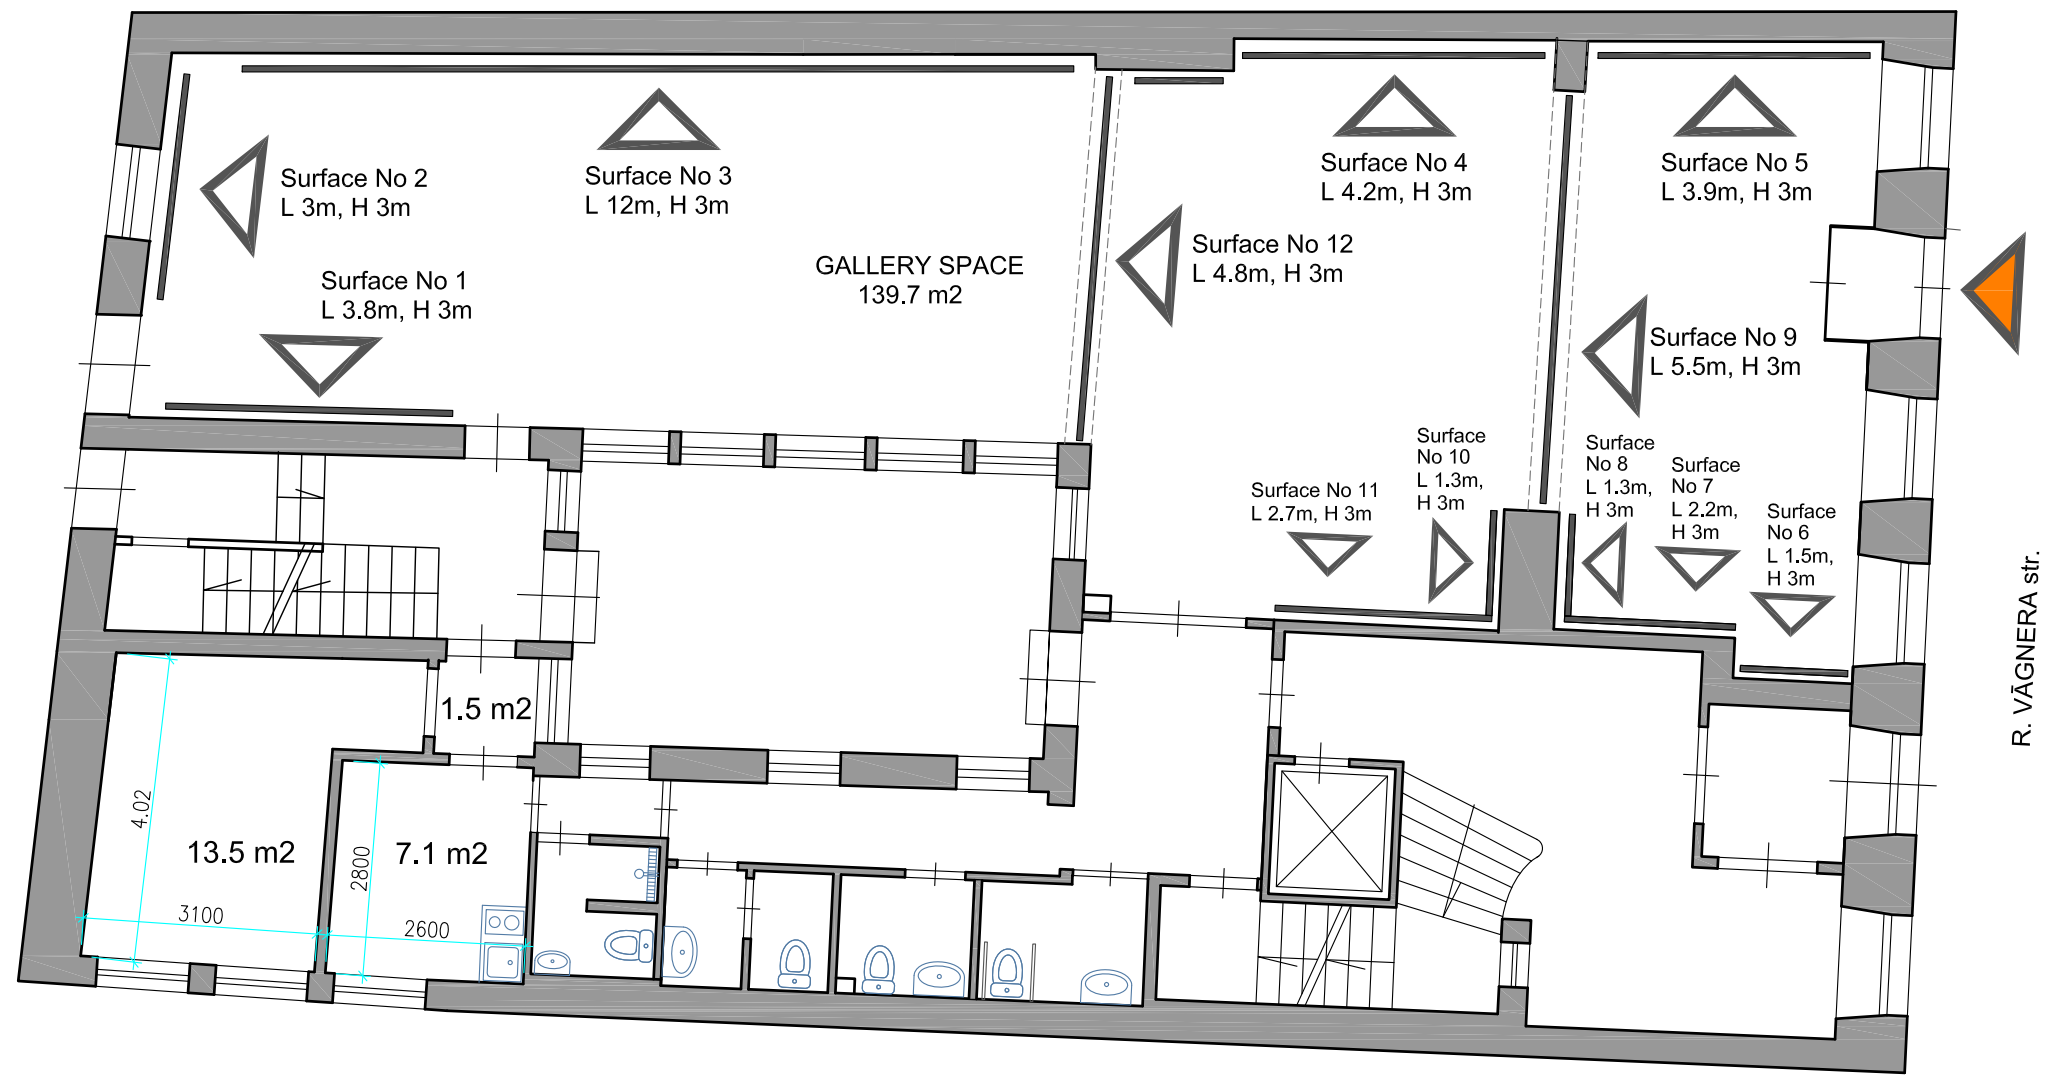 Surface No 2
L 3m, H 3m
Surface No 3
L 12m, H 3m
Surface No 4
L 4.2m, H 3m
Surface No 5
L 3.9m, H 3m
Surface No 1
L 3.8m, H 3m
GALLERY SPACE
139.7 m2
Surface No 12
L 4.8m, H 3m
Surface No 9
L 5.5m, H 3m
Surface No 11
L 2.7m, H 3m
Surface
No 10
L 1.3m,
H 3m
Surface
No 8
L 1.3m,
H 3m
Surface
No 7
L 2.2m,
H 3m
Surface
No 6
L 1.5m,
H 3m
R. VĀGNERA str.
1.5 m2
4.02
13.5 m2
3100
2800
7.1 m2
2600